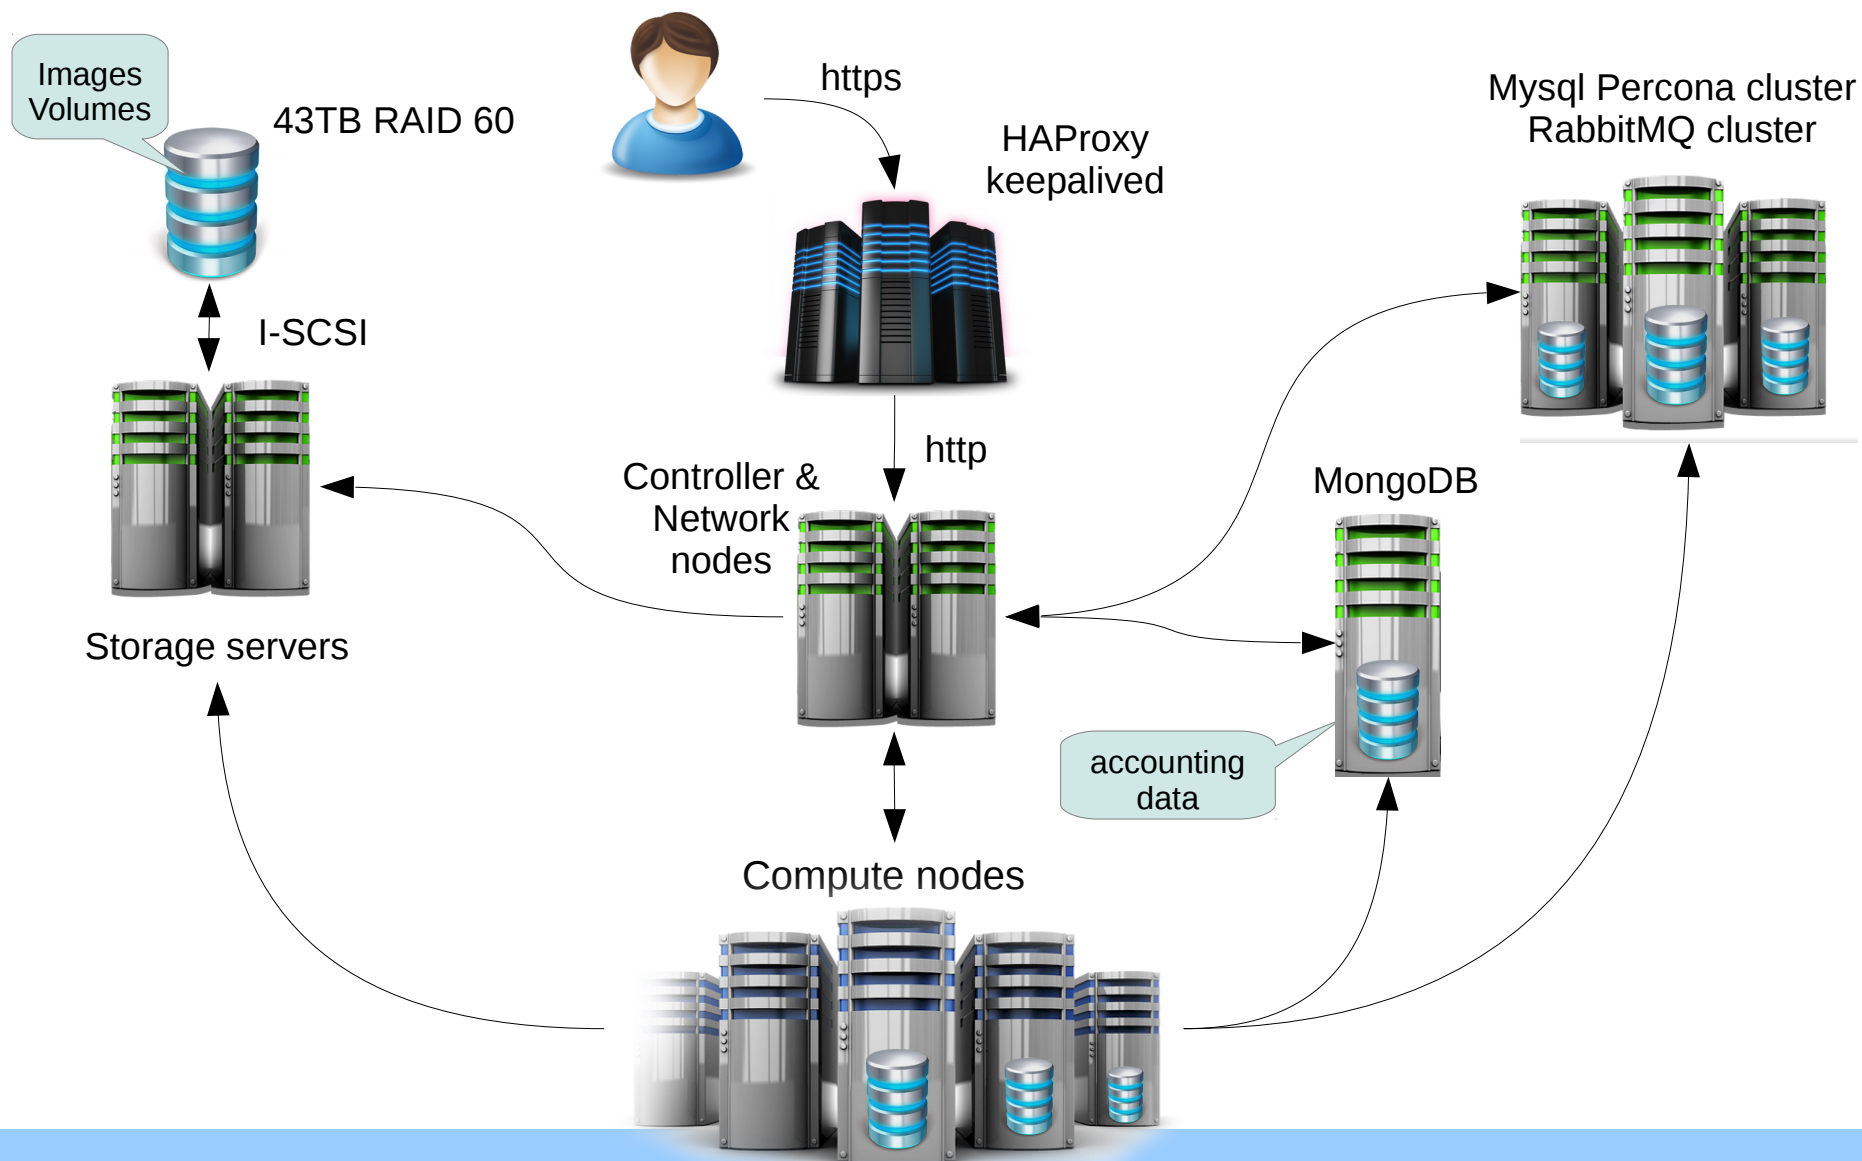 Images
Volumes
43TB RAID 60
https
HAProxy
keepalived
Mysql Percona cluster
RabbitMQ cluster
I-SCSI
http
Controller &
Network
nodes
MongoDB
Storage servers
accounting
data
Compute nodes